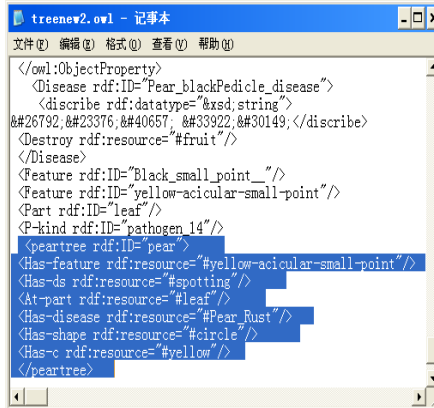 treenew2.owl - 记事本
文件(F) 编辑(E) 格式(O) 查看(V) 帮助(H)
</owl:ObjectProperty>
<Disease rdf:ID="Pear_blackPedicle_disease">
<discribe rdf:datatype="&xsd;string">
&#26792;&#23376;&#40657; &#33922;&#30149;</discribe>
<Destroy rdf:resource="#fruit"/>
</Disease>
<Feature rdf:ID="Black_small_point__"/>
<Feature rdf:ID="yellow-acicular-small-point"/>
<Part rdf:ID="leaf"/>
<P-kind rdf:ID="pathogen_14"/>
<peartree rdf:ID="pear">
<Has-feature rdf:resource="#yellow-acicular-small-point"/>
<Has-ds rdf:resource="#spotting"/>
<At-part rdf:resource="#leaf"/>
<Has-disease rdf:resource="#Pear_Rust"/>
<Has-shape rdf:resource="#circle"/>
<Has-c rdf:resource="#yellow"/>
</peartree>